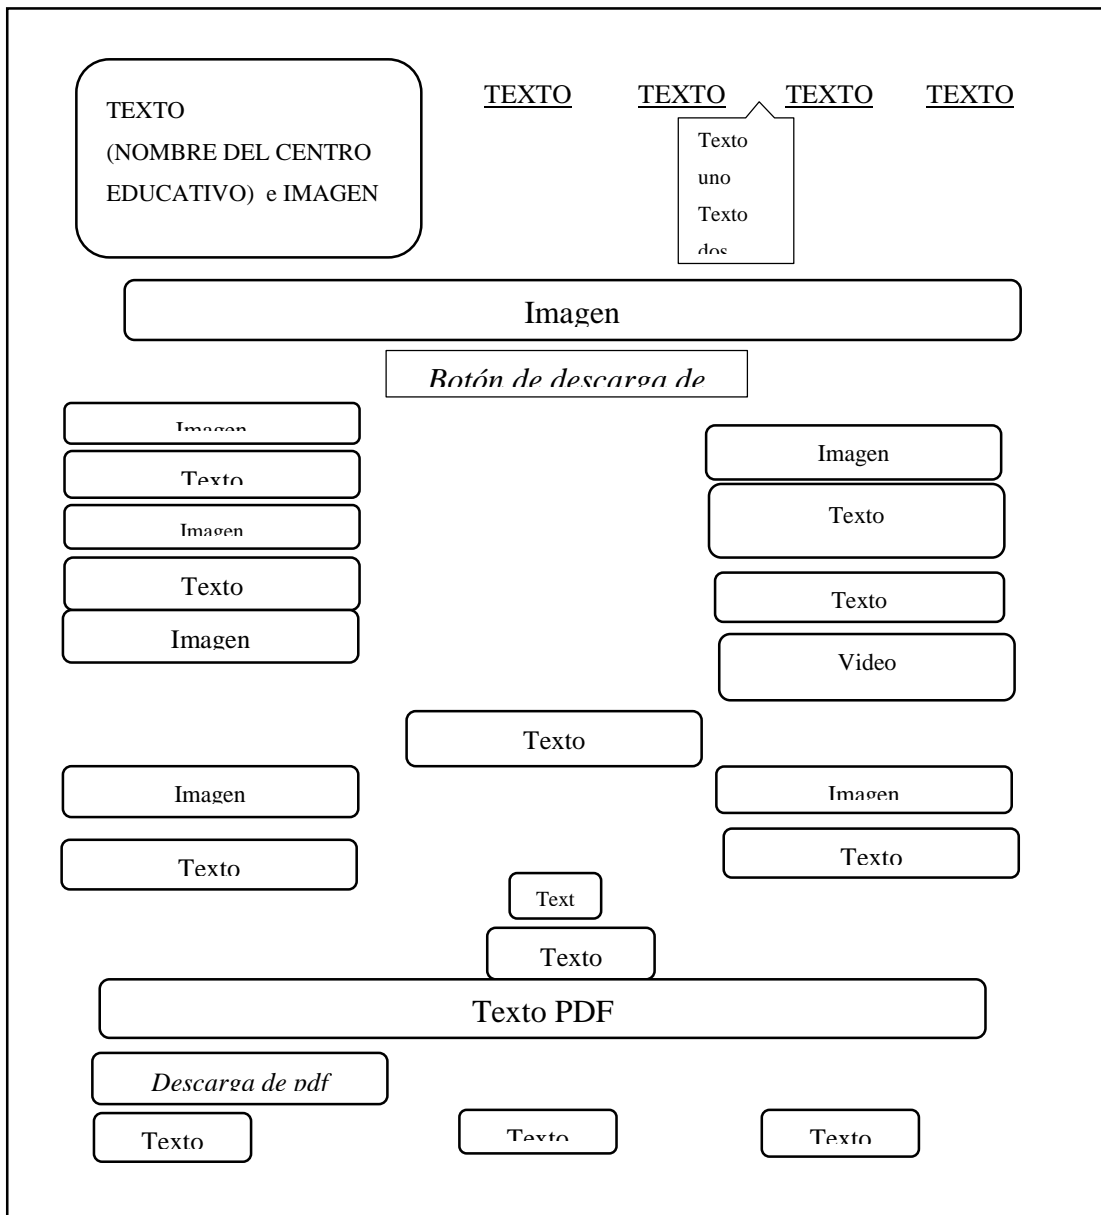 TEXTO
(NOMBRE DEL CENTRO
EDUCATIVO) e IMAGEN
TEXTO TEXTO TEXTO TEXTO
Texto
uno
Texto
dos
Imagen
Botón de descarga de
Imagen
Texto
Imagen
Texto
Imagen
Imagen
Texto
Texto
Video
Texto
Imagen
Texto
Imagen
Texto
Text
Texto
Texto PDF
Descarga de pdf
Texto
Texto
Texto